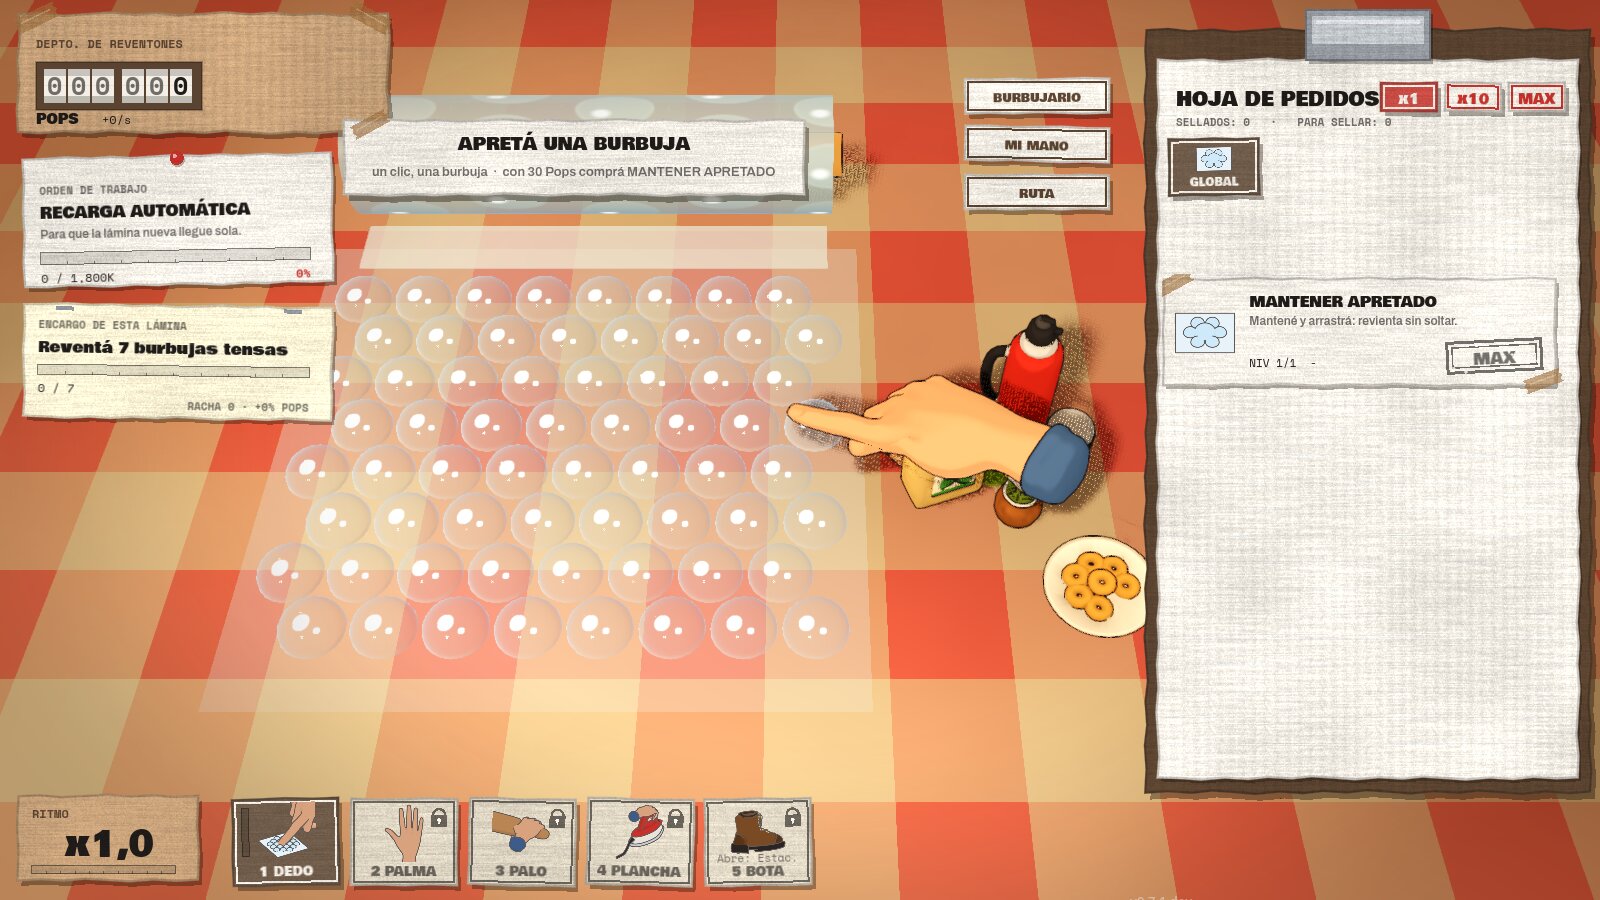 DEPTO. DE REVENTONES
000 000
POPS +0/s
ORDEN DE TRABAJO
RECARGA AUTOMÁTICA
Para que la lámina nueva llegue sola.
0 / 1.800K 0%
ENCARGO DE ESTA LÁMINA
Reventá 7 burbujas tensas
0 / 7
RACHA 0 · +0% POPS
APRETÁ UNA BURBUJA
un clic, una burbuja · con 30 Pops comprá MANTENER APRETADO
BURBUJARIO
MI MANO
RUTA
HOJA DE PEDIDOS x1 x10 MAX
SELLADOS: 0 · PARA SELLAR: 0
GLOBAL
MANTENER APRETADO
Mantené y arrastrá: revienta sin soltar.
NIV 1/1 -
MAX
RITMO
x1,0
1 DEDO
2 PALMA
3 PALO
4 PLANCHA
Abre: Estac.
5 BOTA